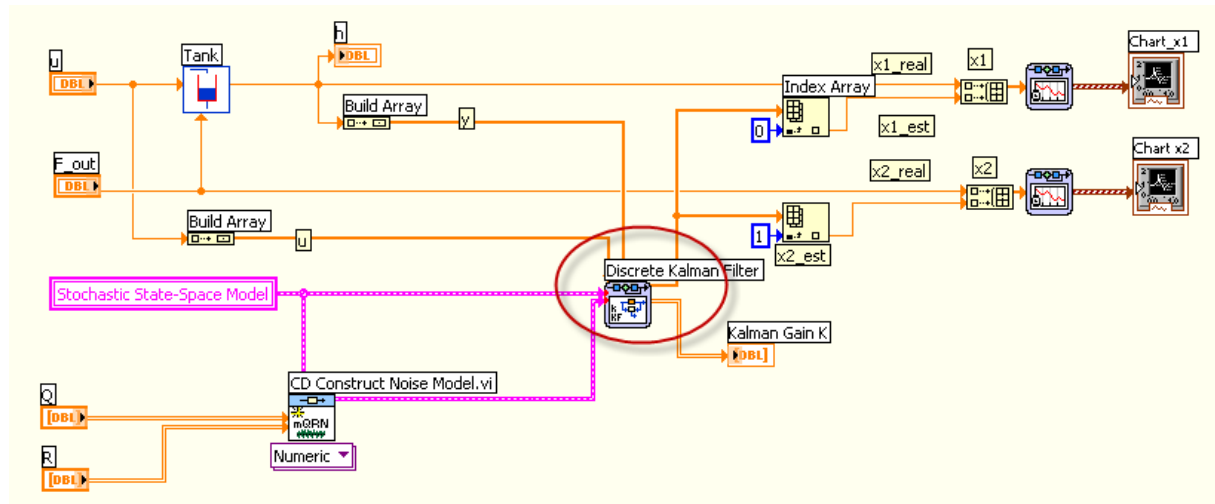 h
u
DBL
Tank
DBL
Build Array
y
Index Array
0
x1_real
x1
Chart_x1
x1_est
F_out
DBL
x2_real
x2
Chart x2
Build Array
u
1
x2_est
Discrete Kalman Filter
K
KF
Stochastic State-Space Model
Kalman Gain K
[DBL]
CD Construct Noise Model.vi
mQRN
Numeric
Q
[DBL]
R
[DBL]